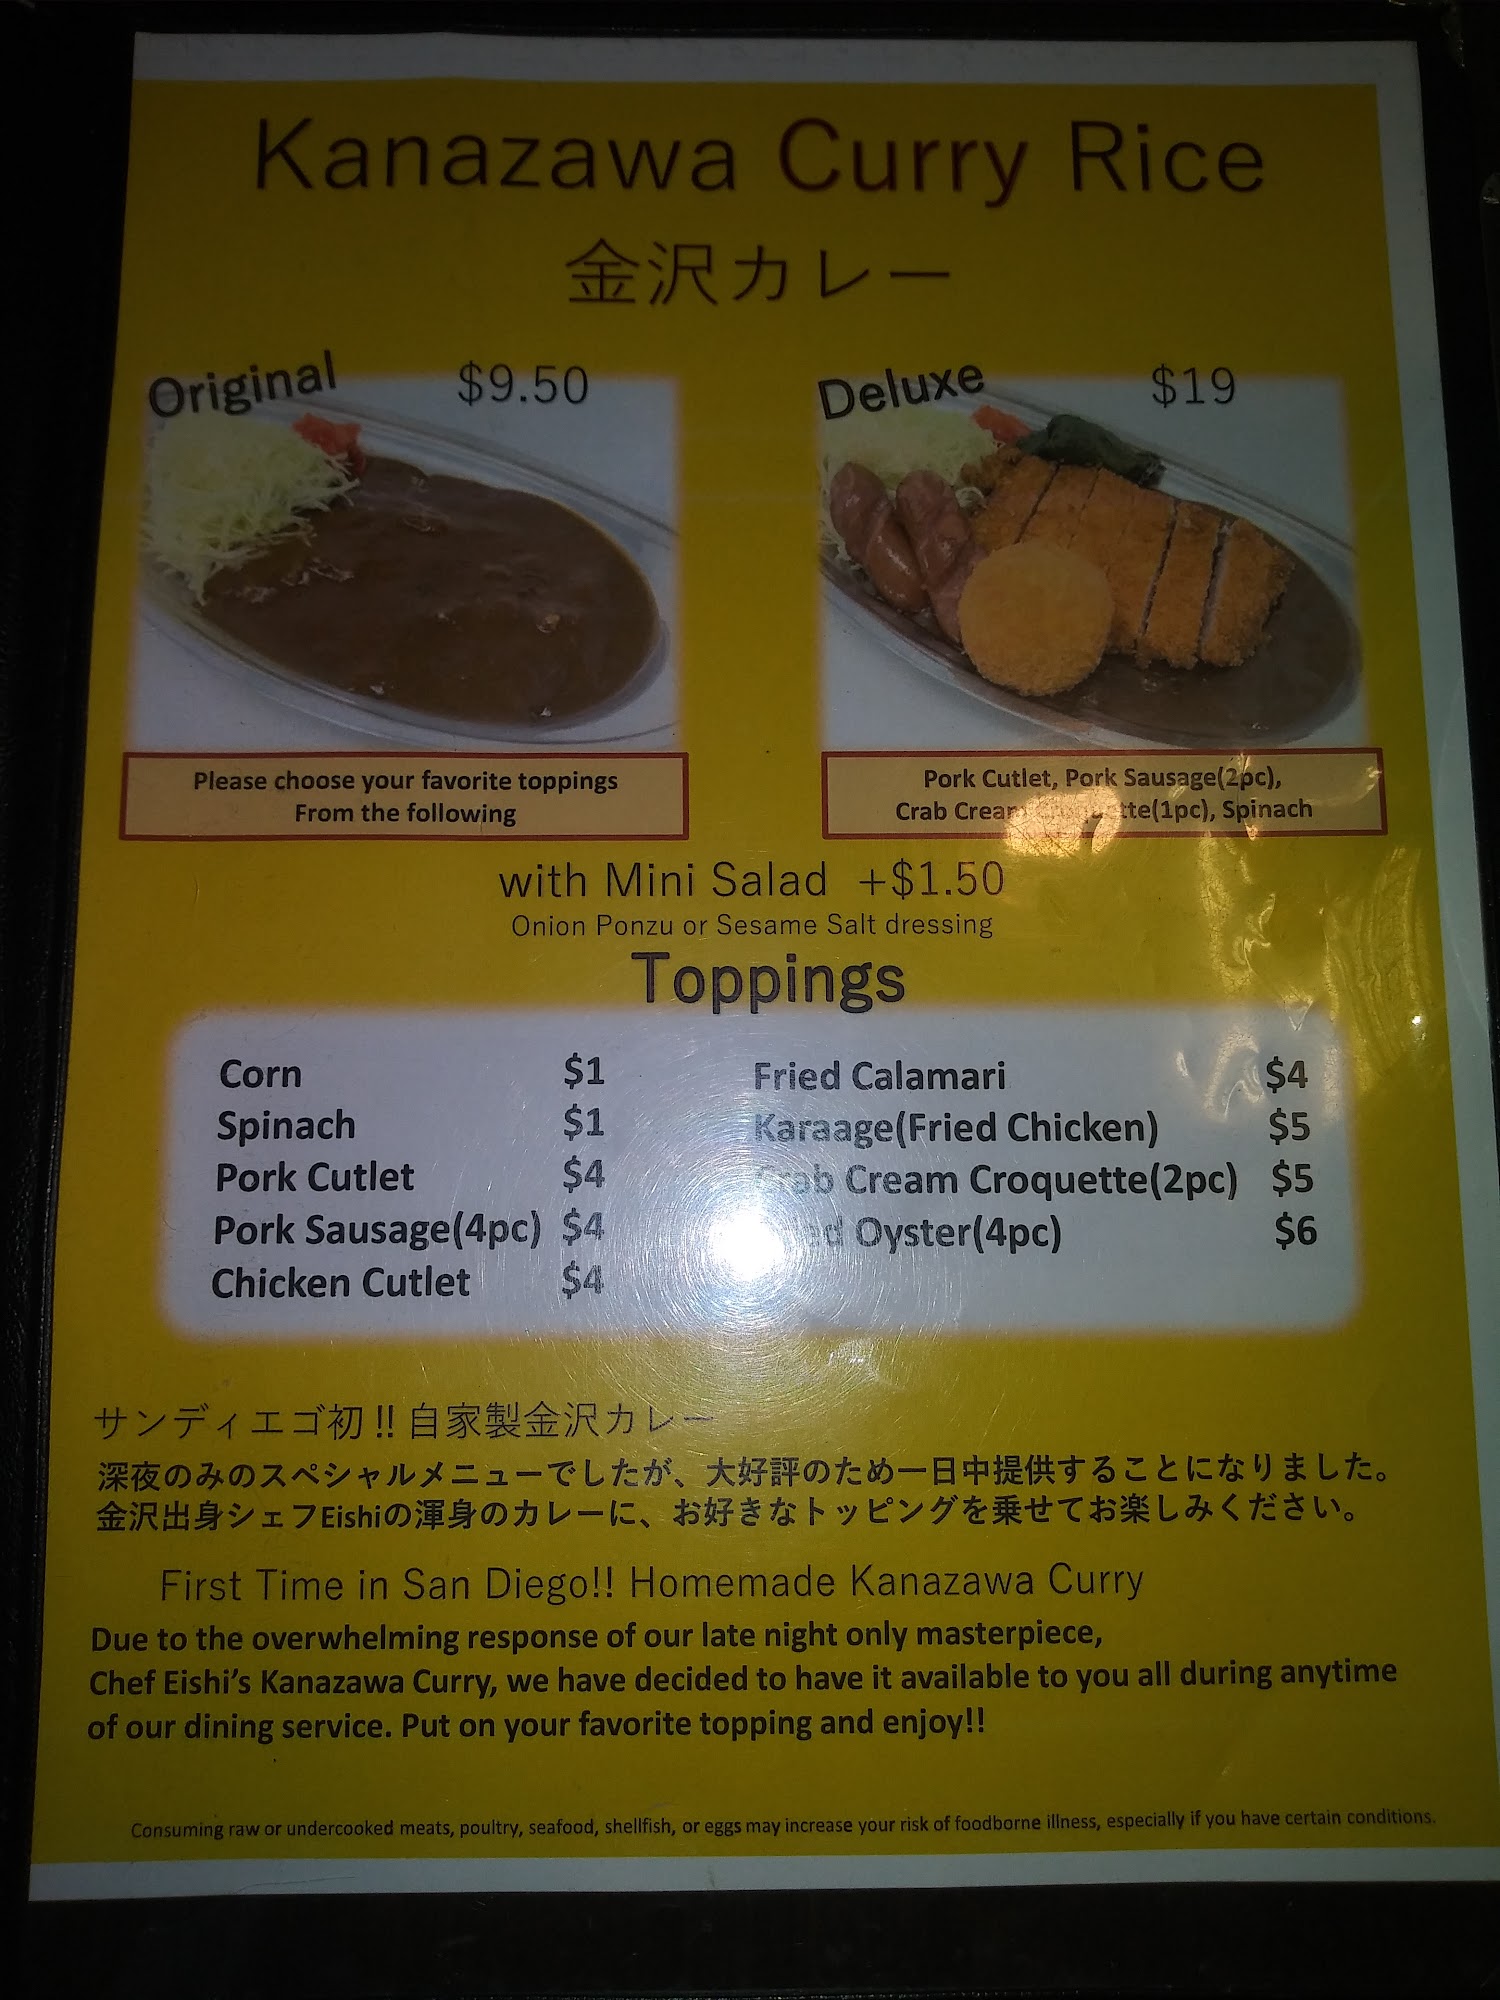 Kanazawa Curry Rice
金沢カレー
Original $9.50
Deluxe $19
Please choose your favorite toppings
From the following
Pork Cutlet, Pork Sausage(2pc),
Crab Cream Croquette(1pc), Spinach
with Mini Salad +$1.50
Onion Ponzu or Sesame Salt dressing
Toppings
Corn $1
Spinach $1
Pork Cutlet $4
Pork Sausage(4pc) $4
Chicken Cutlet $4
Fried Calamari $4
Karaage(Fried Chicken) $5
Crab Cream Croquette(2pc) $5
Oyster(4pc) $6
サンディエゴ初!!自家製金沢カレー
深夜のみのスペシャルメニューでしたが、大好評のため一日中提供することになりました。
金沢出身シェフEishiの渾身のカレーに、お好きなトッピングを乗せてお楽しみください。
First Time in San Diego!! Homemade Kanazawa Curry
Due to the overwhelming response of our late night only masterpiece,
Chef Eishi’s Kanazawa Curry, we have decided to have it available to you all during anytime
of our dining service. Put on your favorite topping and enjoy!!
Consuming raw or undercooked meats, poultry, seafood, shellfish, or eggs may increase your risk of foodborne illness, especially if you have certain conditions.